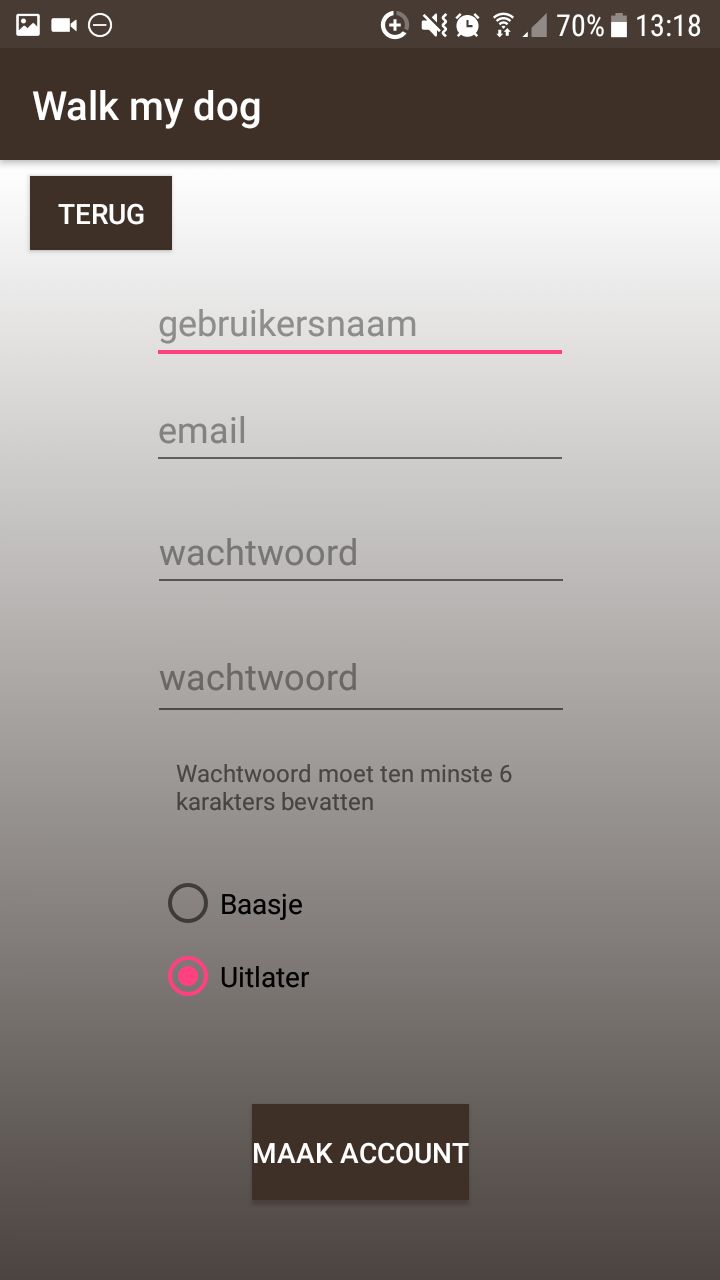 70% 13:18
Walk my dog
TERUG
gebruikersnaam
email
wachtwoord
wachtwoord
Wachtwoord moet ten minste 6
karakters bevatten
Baasje
Uitlater
MAAK ACCOUNT